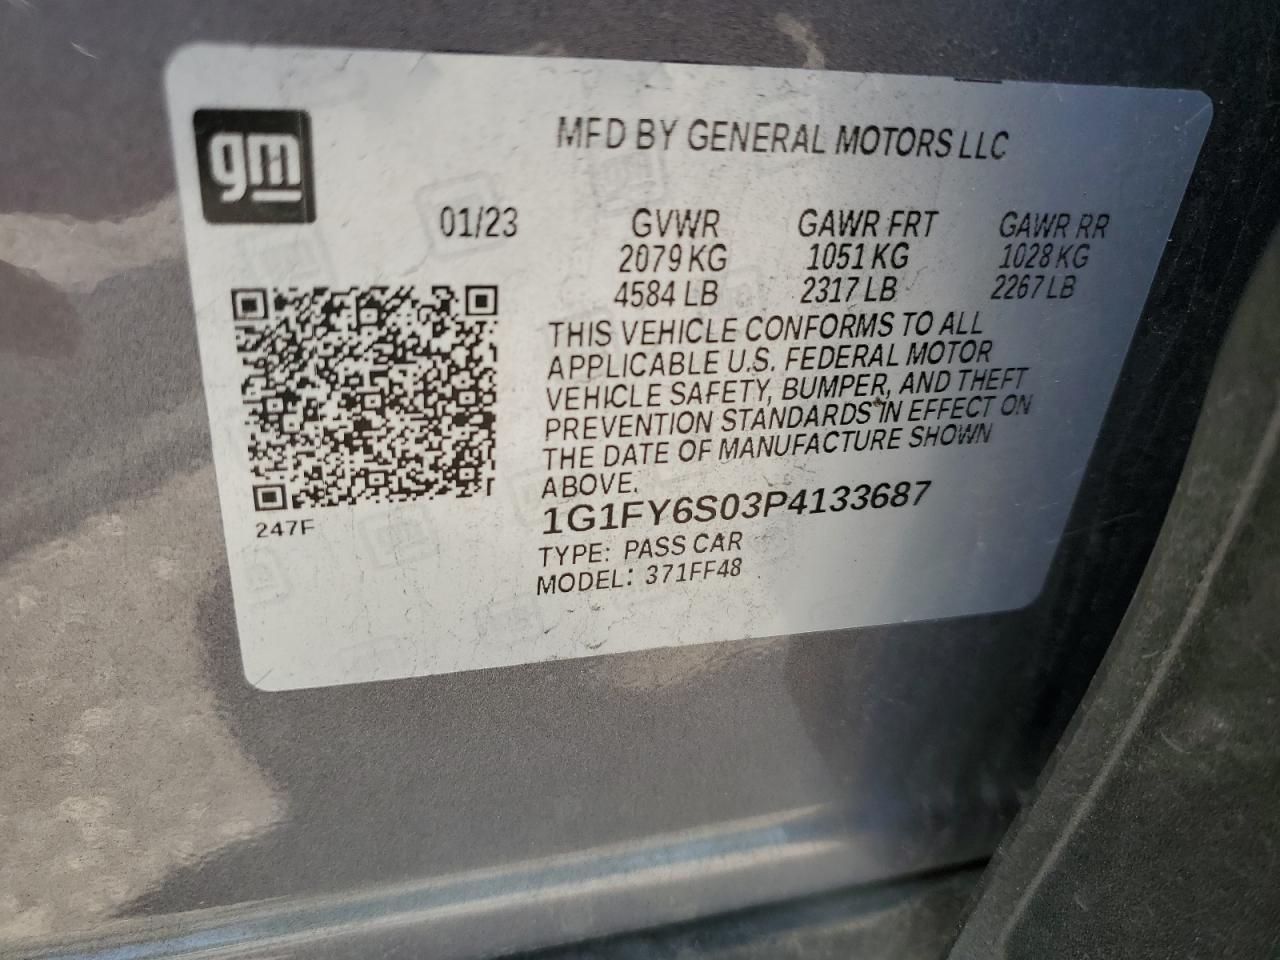 gm
MFD BY GENERAL MOTORS LLC
01/23 GVWR GAWR FRT GAWR RR
2079 KG 1051 KG 1028 KG
4584 LB 2317 LB 2267 LB
THIS VEHICLE CONFORMS TO ALL
APPLICABLE U.S. FEDERAL MOTOR
VEHICLE SAFETY, BUMPER, AND THEFT
PREVENTION STANDARDS IN EFFECT ON
THE DATE OF MANUFACTURE SHOWN
ABOVE.
1G1FY6S03P4133687
TYPE: PASS CAR
MODEL: 371FF48
247F